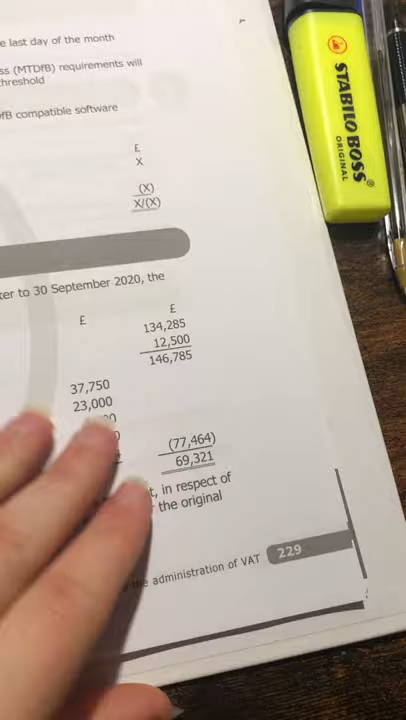 e last day of the month
ss (MTDfB) requirements will
threshold
fB compatible software
£
X
(X)
X/(X)
ter to 30 September 2020, the
£ £
134,285
12,500
146,785
37,750
23,000
(77,464)
69,321
t, in respect of
the original
the administration of VAT 229
STABILO BOSS®
ORIGINAL